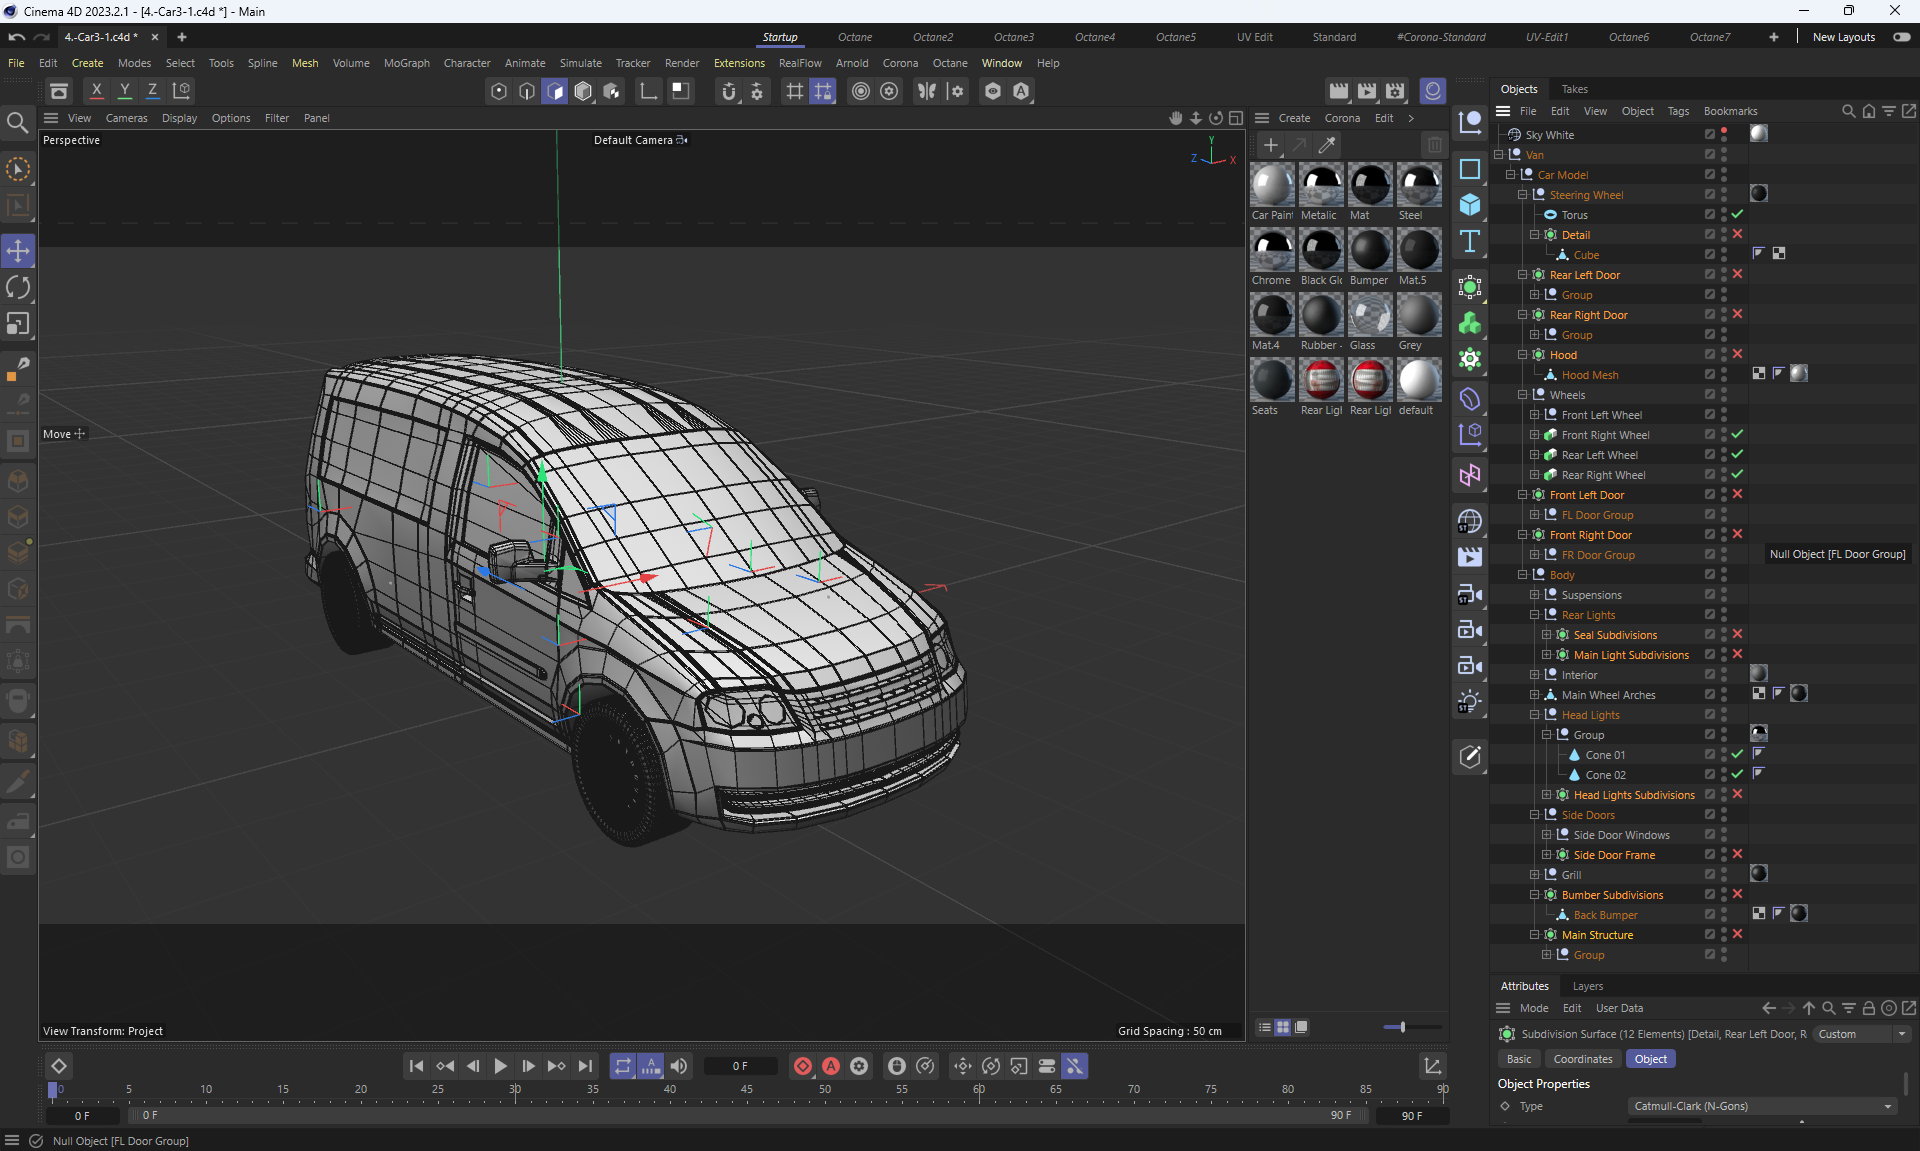 Cinema 4D 2023.2.1 - [4.-Car3-1.c4d *] - Main
4.-Car3-1.c4d *
Startup Octane Octane2 Octane3 Octane4 Octane5 UV Edit Standard #Corona-Standard UV-Edit1 Octane6 Octane7 New Layouts
File Edit Create Modes Select Tools Spline Mesh Volume MoGraph Character Animate Simulate Tracker Render Extensions RealFlow Arnold Corona Octane Window Help
X Y Z
Objects Takes
File Edit View Object Tags Bookmarks
View Cameras Display Options Filter Panel
Create Corona Edit
Perspective
Default Camera
Y
Z X
Move
View Transform: Project
Grid Spacing : 50 cm
Car Pain Metalic Mat Steel
Chrome Black Gl Bumper Mat.5
Mat.4 Rubber - Glass Grey
Seats Rear Ligl Rear Ligl default
Sky White
Van
Car Model
Steering Wheel
Torus
Detail
Cube
Rear Left Door
Group
Rear Right Door
Group
Hood
Hood Mesh
Wheels
Front Left Wheel
Front Right Wheel
Rear Left Wheel
Rear Right Wheel
Front Left Door
FL Door Group
Front Right Door
FR Door Group
Null Object [FL Door Group]
Body
Suspensions
Rear Lights
Seal Subdivisions
Main Light Subdivisions
Interior
Main Wheel Arches
Head Lights
Group
Cone 01
Cone 02
Head Lights Subdivisions
Side Doors
Side Door Windows
Side Door Frame
Grill
Bumber Subdivisions
Back Bumper
Main Structure
Group
Attributes Layers
Mode Edit User Data
Subdivision Surface (12 Elements) [Detail, Rear Left Door, R Custom
Basic Coordinates Object
Object Properties
Type Catmull-Clark (N-Gons)
0 F
0 5 10 15 20 25 30 35 40 45 50 55 60 65 70 75 80 85 90
0 F 0 F 90 F 90 F
Null Object [FL Door Group]